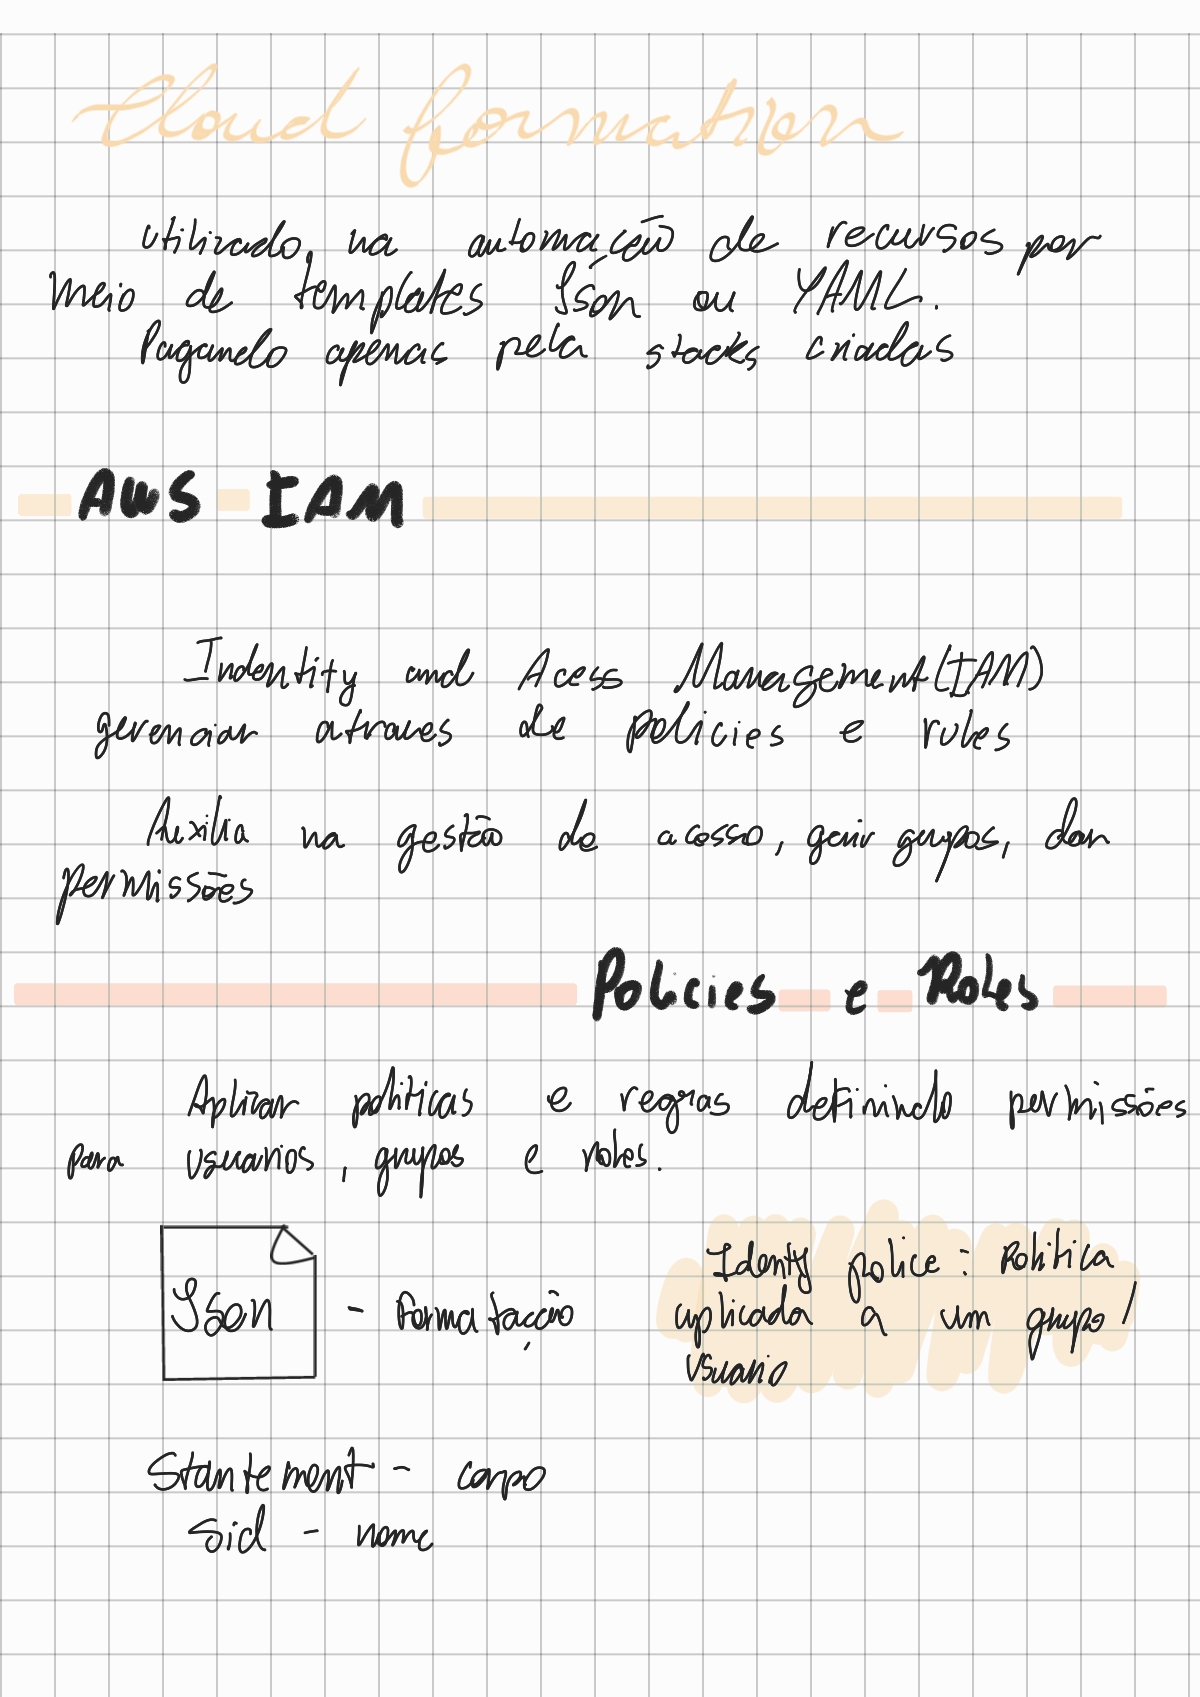 Cloud formation
utilizado, na automação de recursos por
meio de templates Json ou YAML.
Pagando apenas pela stacks criadas
AWS IAM
Indentity and Acess Management (IAM)
gerenciar atraves de policies e roles
Auxilia na gestão de acesso, gerir grupos, dar
permissões
Policies e Roles
Aplicar politicas e regras definindo permissões
para usuarios, grupos e roles.
Json - formatação
Identy police: Politica
aplicada a um grupo/
usuario
Stantement - corpo
Sid - nome